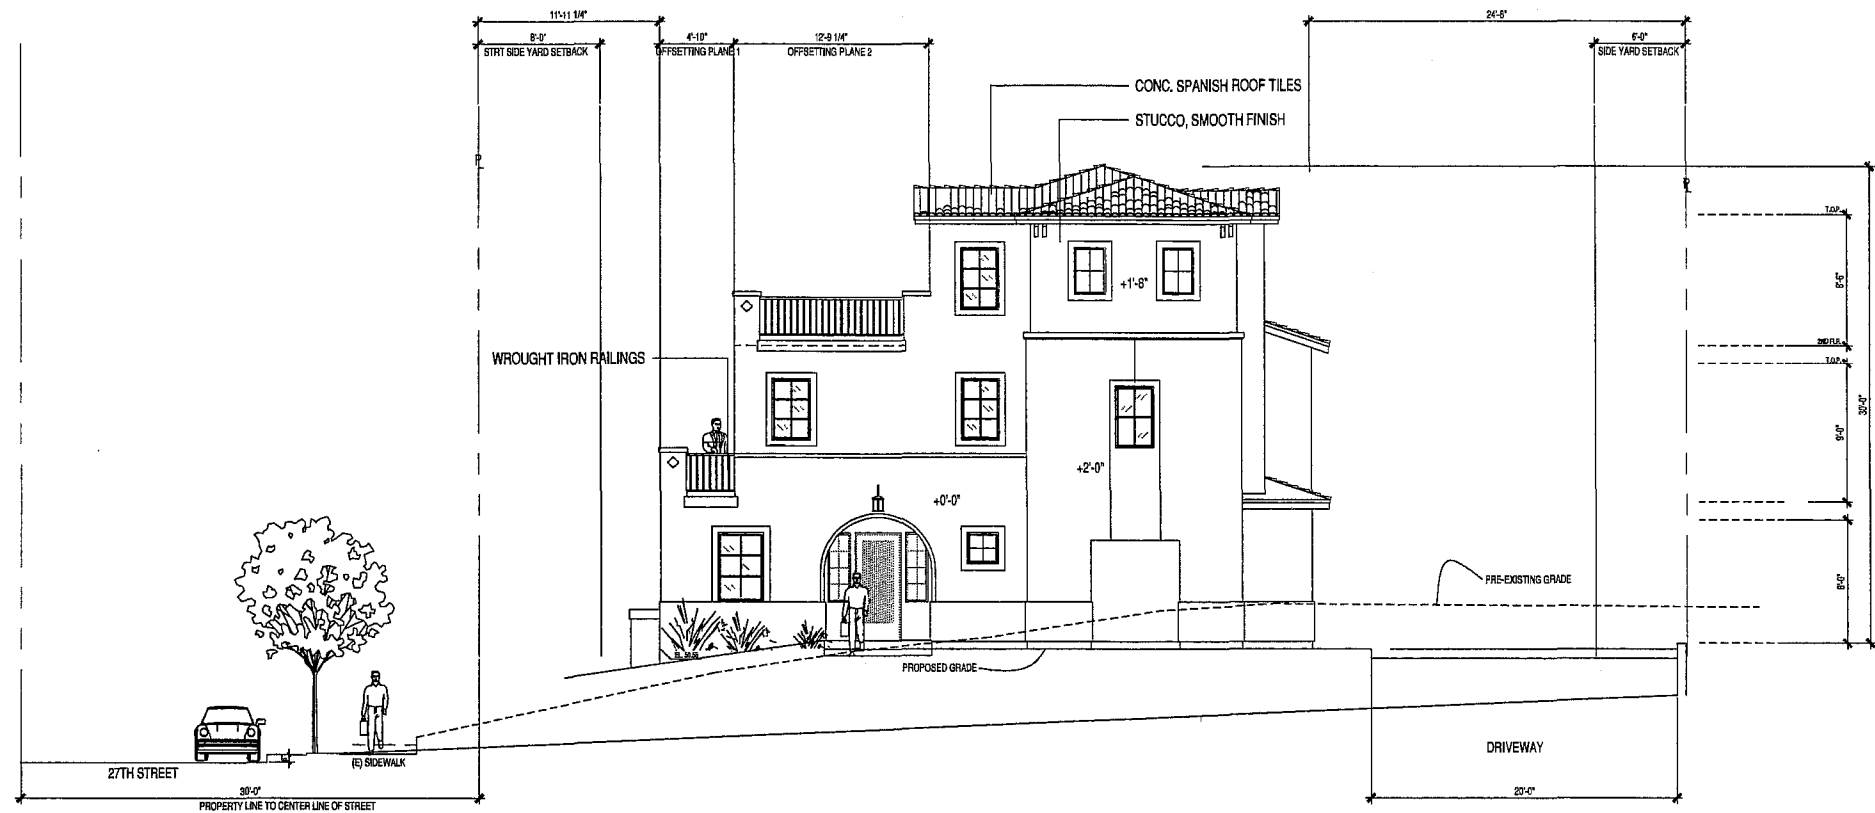 11'-11 1/4"
24'-6"
8'-0"
4'-10"
12'-9 1/4"
6'-0"
STRT SIDE YARD SETBACK
OFFSETTING PLANE 1
OFFSETTING PLANE 2
SIDE YARD SETBACK
CONC. SPANISH ROOF TILES
STUCCO, SMOOTH FINISH
T.O.P.
+1'-8"
8'-6"
2ND FLR.
T.O.P.
WROUGHT IRON RAILINGS
30'-0"
9'-0"
+2'-0"
+0'-0"
PRE-EXISTING GRADE
8'-0"
PROPOSED GRADE
DRIVEWAY
(E) SIDEWALK
27TH STREET
30'-0"
20'-0"
PROPERTY LINE TO CENTER LINE OF STREET